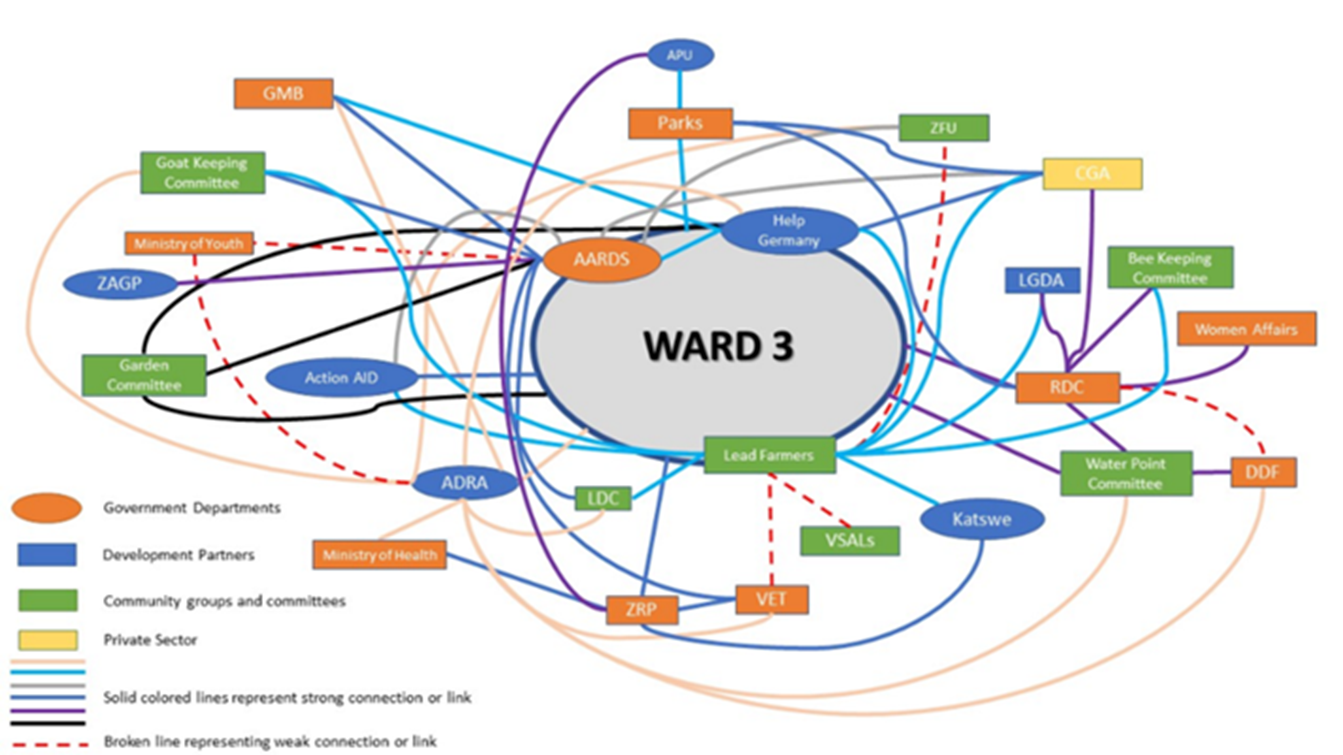 APU
GMB
Parks
ZFU
Goat Keeping
Committee
CGA
Help
Germany
Ministry of Youth
AARDS
Bee Keeping
Committee
ZAGP
LGDA
Women Affairs
WARD 3
Garden
Committee
Action AID
RDC
Lead Farmers
Water Point
Committee
DDF
ADRA
LDC
Katswe
Government Departments
VSALs
Development Partners
Ministry of Health
Community groups and committees
ZRP
VET
Private Sector
Solid colored lines represent strong connection or link
Broken line representing weak connection or link